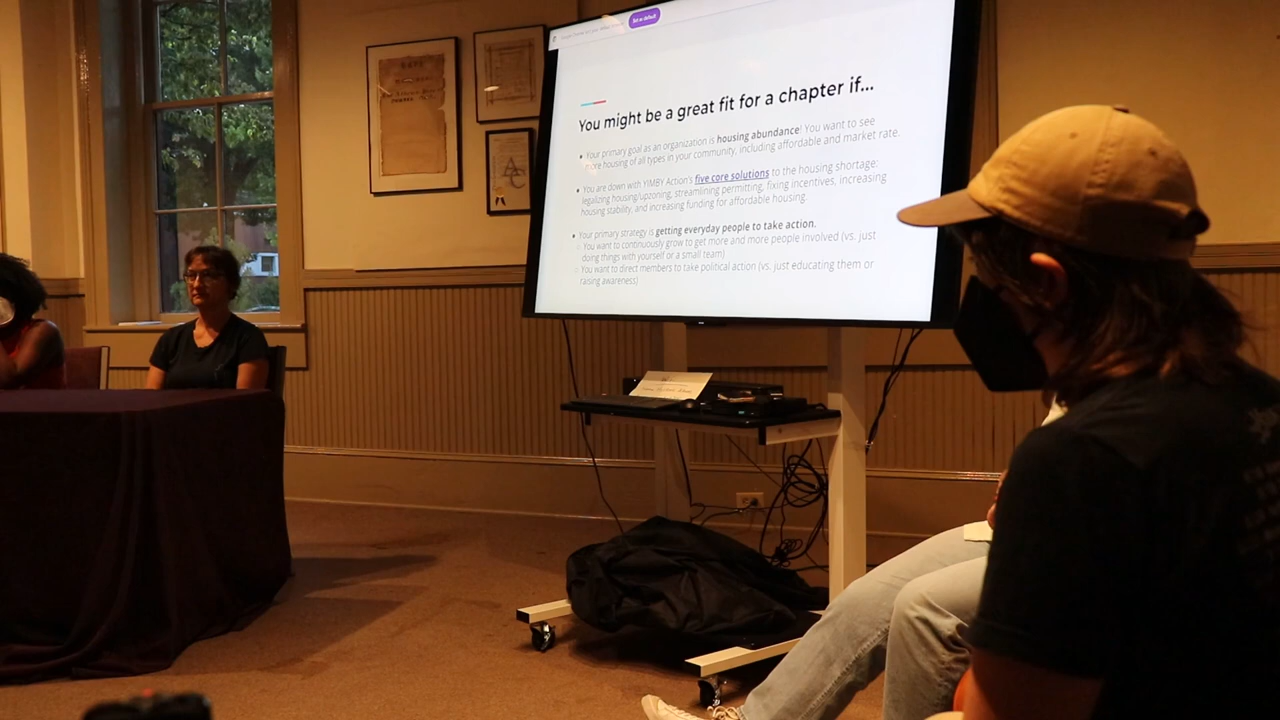 Set as default
You might be a great fit for a chapter if...
• Your primary goal as an organization is housing abundance! You want to see
more housing of all types in your community, including affordable and market rate.
• You are down with YIMBY Action's five core solutions to the housing shortage:
legalizing housing/upzoning, streamlining permitting, fixing incentives, increasing
housing stability, and increasing funding for affordable housing.
• Your primary strategy is getting everyday people to take action.
○ You want to continuously grow to get more and more people involved (vs. just
doing things with yourself or a small team)
○ You want to direct members to take political action (vs. just educating them or
raising awareness)